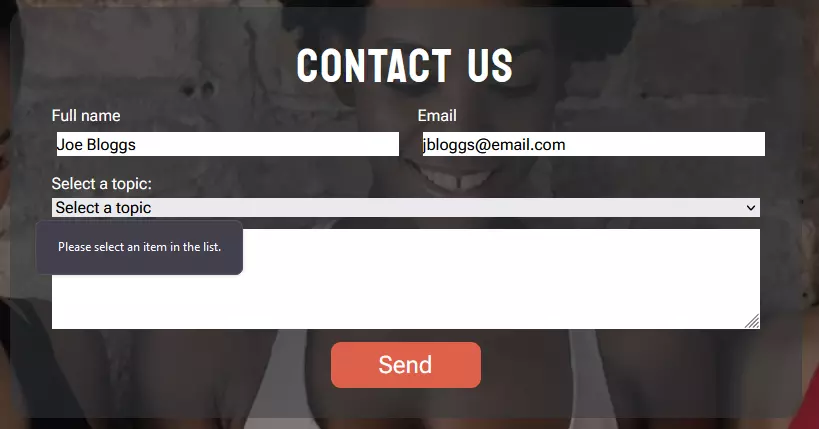 CONTACT US
Full name
Email
Joe Bloggs
jbloggs@email.com
Select a topic:
Select a topic
Please select an item in the list.
Send